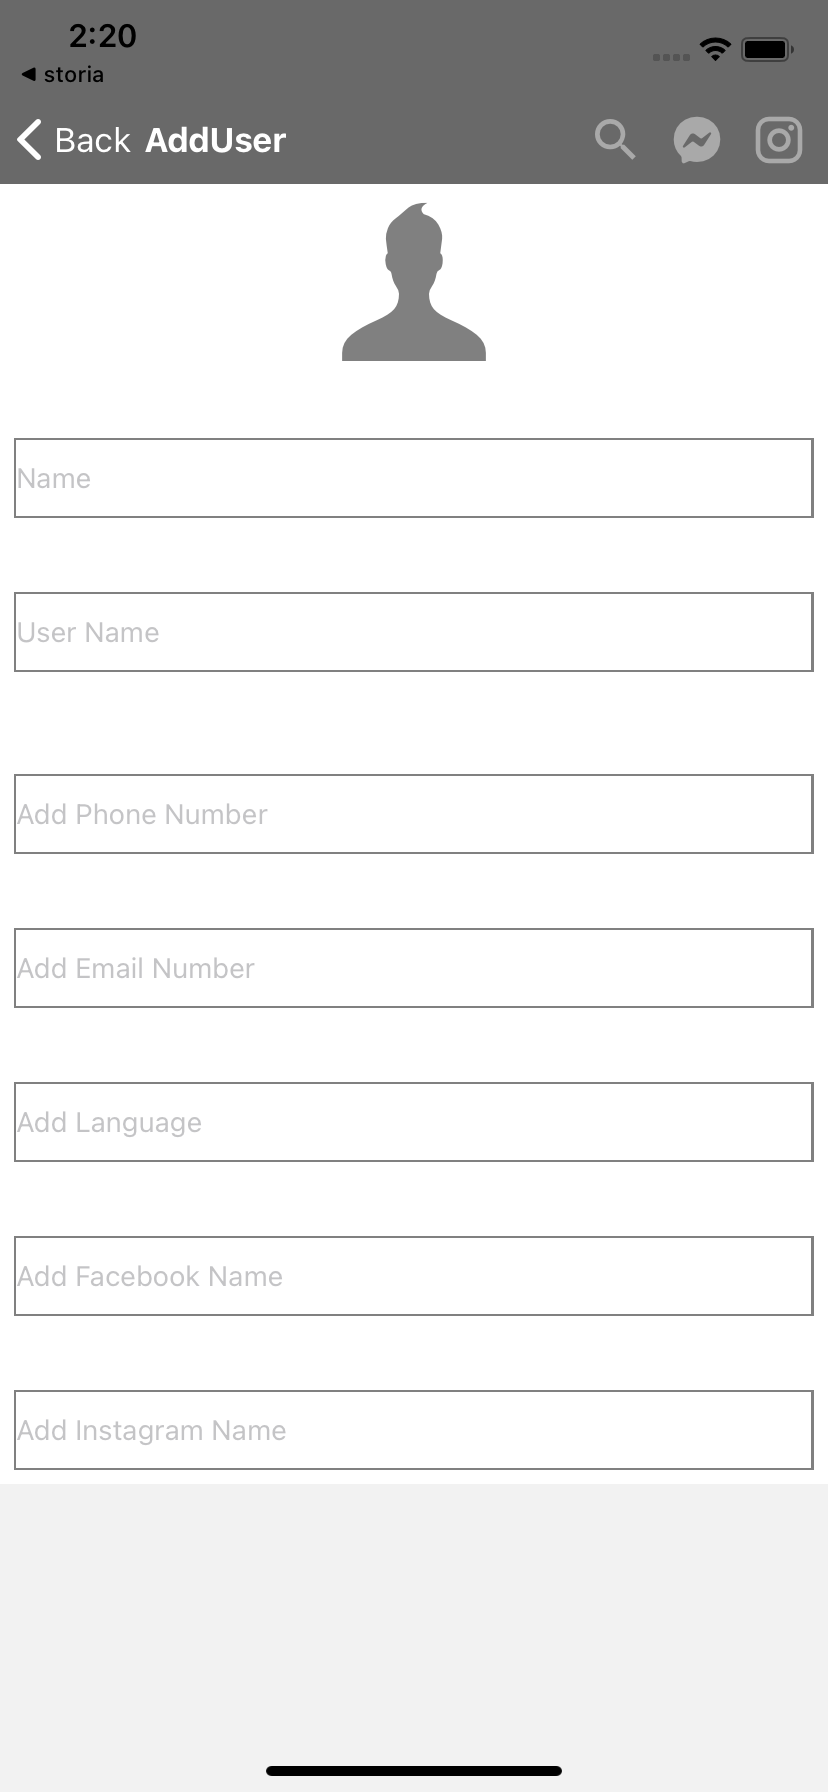 2:20
◀ storia
Back AddUser
Name
User Name
Add Phone Number
Add Email Number
Add Language
Add Facebook Name
Add Instagram Name